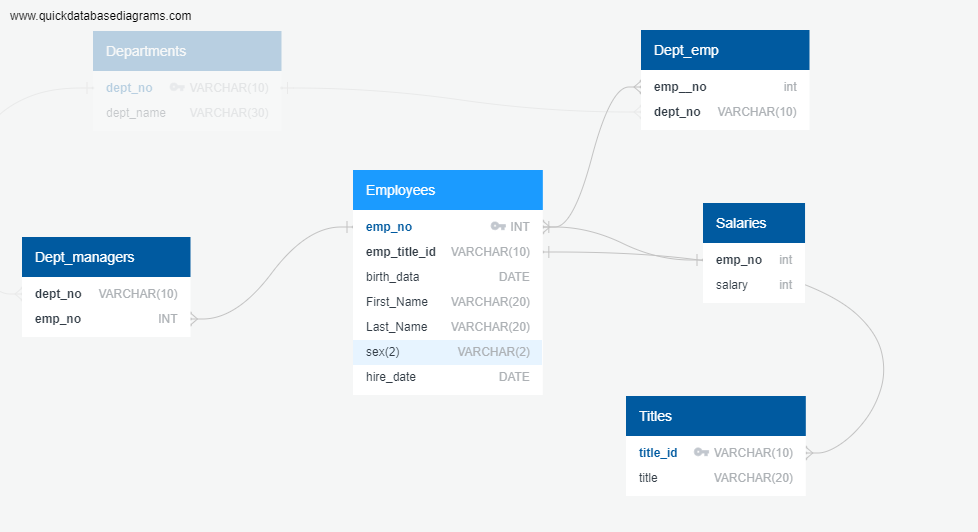 www.quickdatabasediagrams.com
Departments
dept_no VARCHAR(10)
dept_name VARCHAR(30)
Dept_emp
emp__no int
dept_no VARCHAR(10)
Employees
emp_no INT
emp_title_id VARCHAR(10)
birth_data DATE
First_Name VARCHAR(20)
Last_Name VARCHAR(20)
sex(2) VARCHAR(2)
hire_date DATE
Salaries
emp_no int
salary int
Dept_managers
dept_no VARCHAR(10)
emp_no INT
Titles
title_id VARCHAR(10)
title VARCHAR(20)